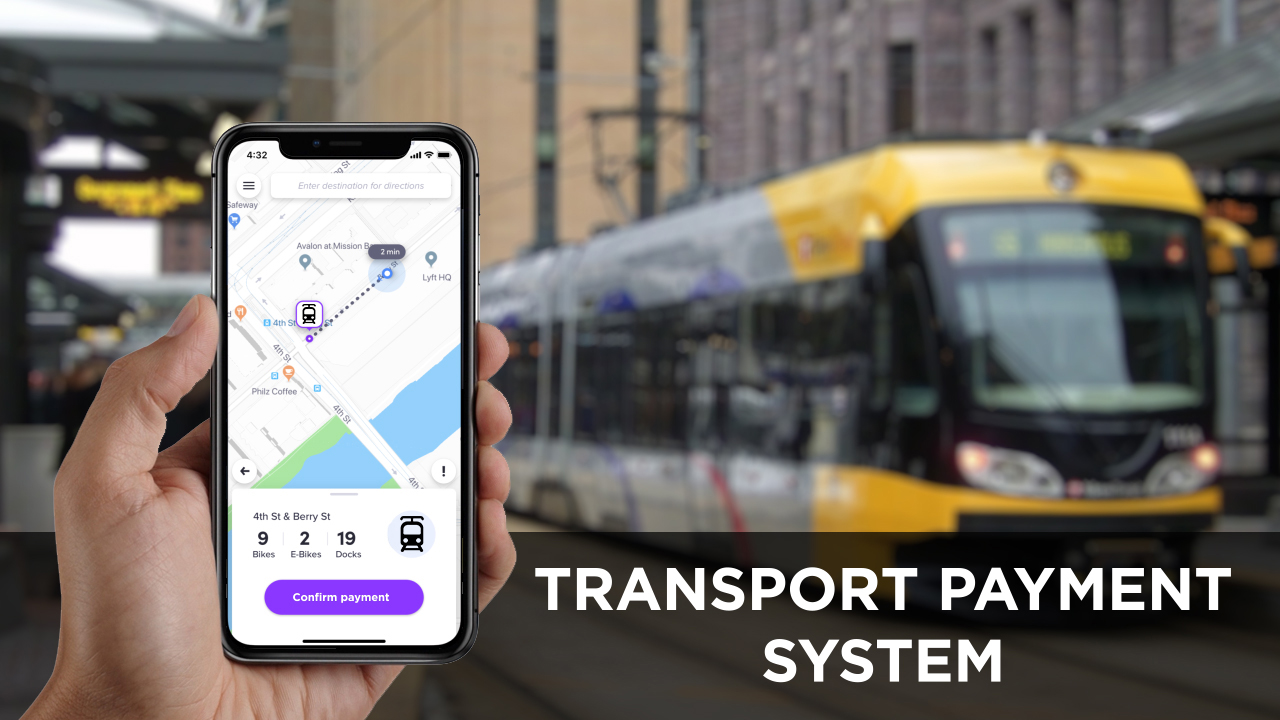 4:32
Enter destination for directions
Safeway
Avalon at Mission B
2 min
Lyft HQ
4th St
4th St
Philz Coffee
4th St
4th
4th St & Berry St
9 2 19
Bikes E-Bikes Docks
Confirm payment
TRANSPORT PAYMENT
SYSTEM